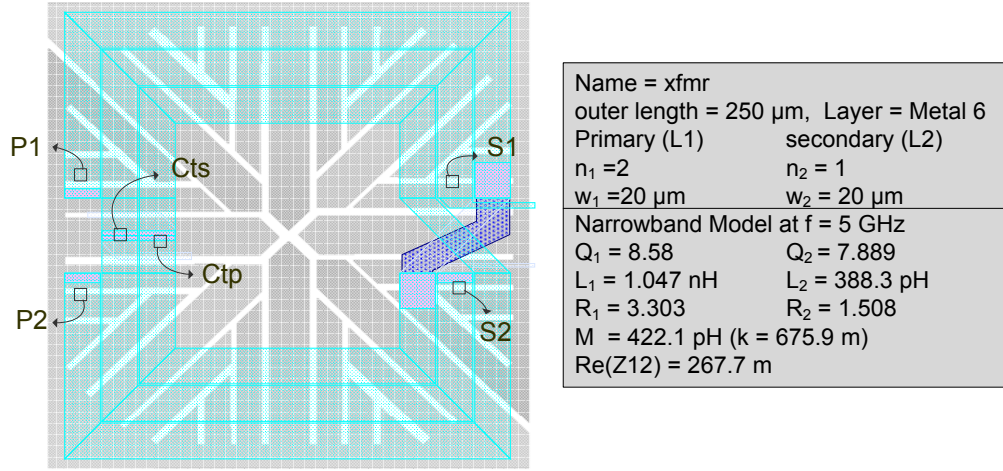 P1
Cts
S1
Ctp
P2
S2
Name = xfmr
outer length = 250 µm, Layer = Metal 6
Primary (L1) secondary (L2)
n₁ =2 n₂ = 1
w₁ =20 µm w₂ = 20 µm
Narrowband Model at f = 5 GHz
Q₁ = 8.58 Q₂ = 7.889
L₁ = 1.047 nH L₂ = 388.3 pH
R₁ = 3.303 R₂ = 1.508
M = 422.1 pH (k = 675.9 m)
Re(Z12) = 267.7 m